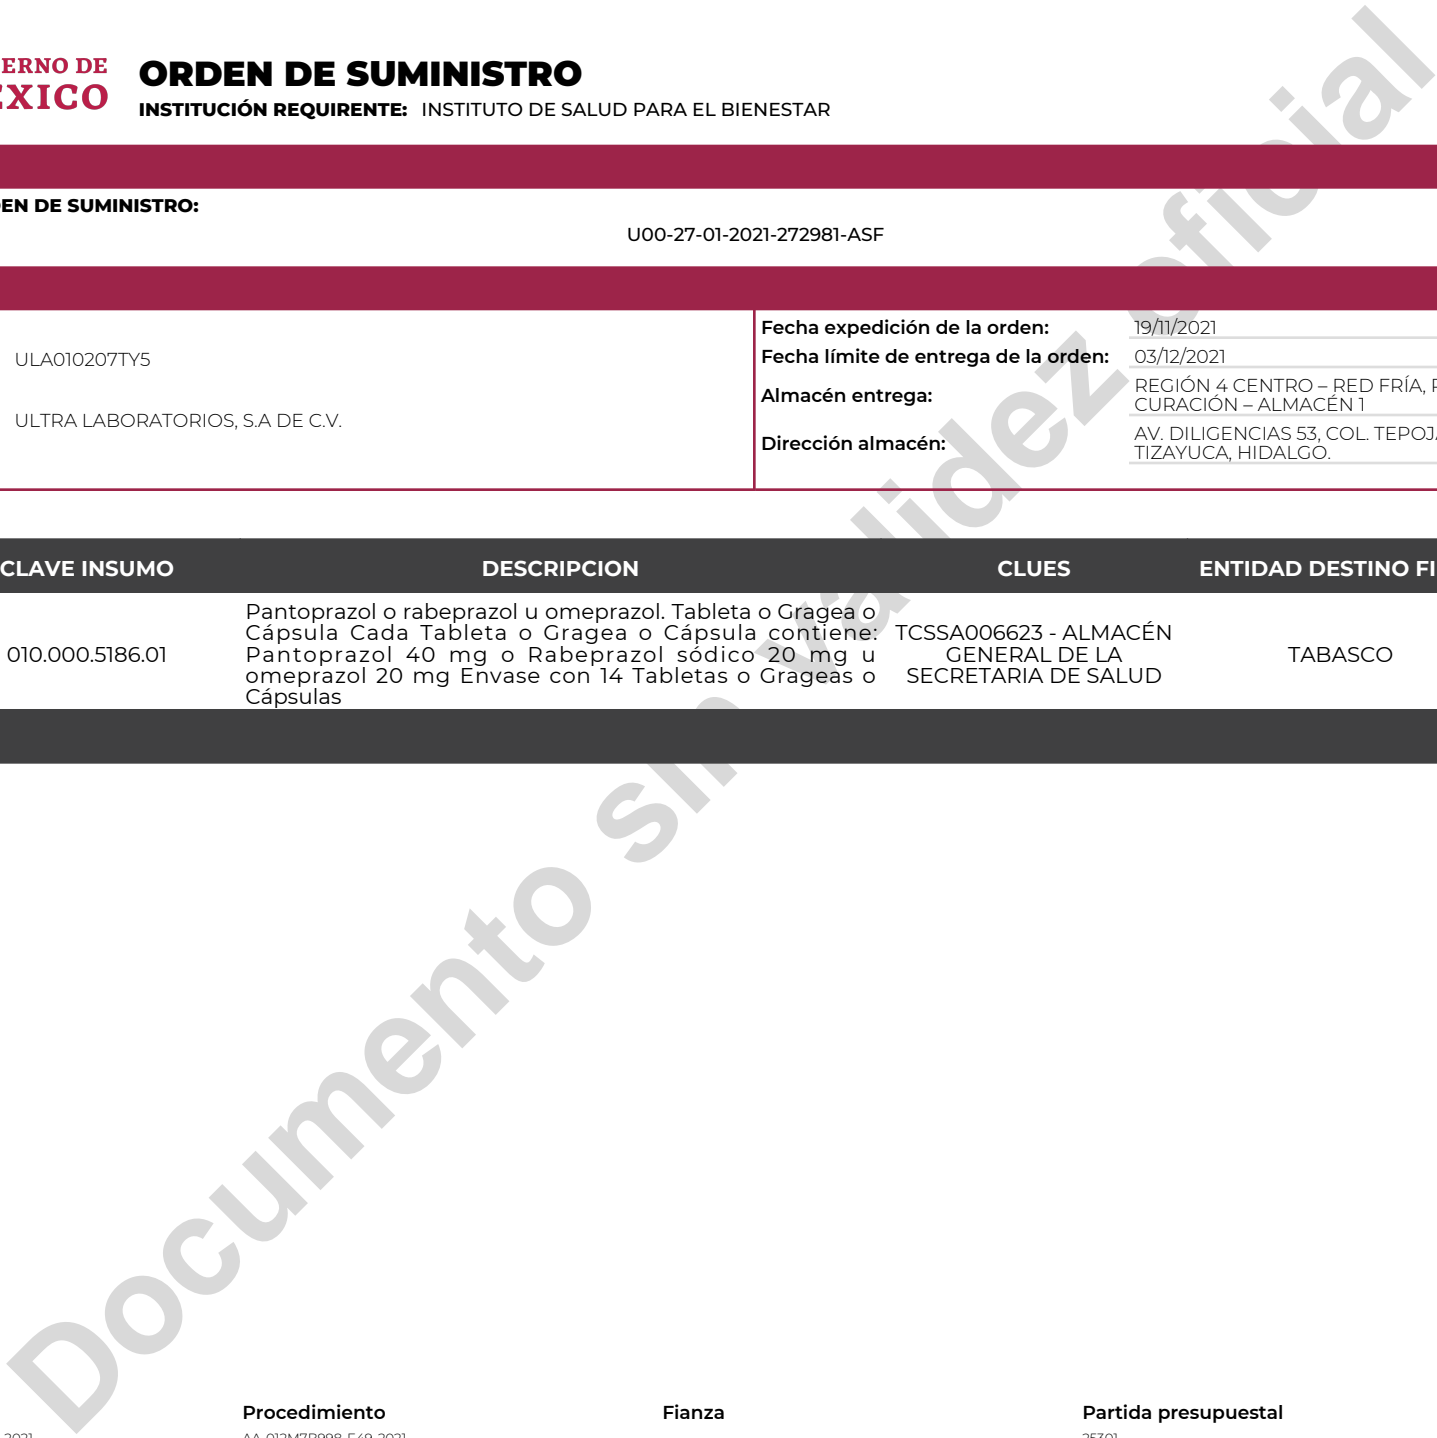 ERNO DE
ÉXICO
ORDEN DE SUMINISTRO
INSTITUCIÓN REQUIRENTE: INSTITUTO DE SALUD PARA EL BIENESTAR
EN DE SUMINISTRO:
U00-27-01-2021-272981-ASF
ULA010207TY5
ULTRA LABORATORIOS, S.A DE C.V.
Fecha expedición de la orden: 19/11/2021
Fecha límite de entrega de la orden: 03/12/2021
Almacén entrega: REGIÓN 4 CENTRO – RED FRÍA,
CURACIÓN – ALMACÉN 1
Dirección almacén: AV. DILIGENCIAS 53, COL. TEPOJ
TIZAYUCA, HIDALGO.
CLAVE INSUMO DESCRIPCION CLUES ENTIDAD DESTINO FI
010.000.5186.01
Pantoprazol o rabeprazol u omeprazol. Tableta o Gragea o
Cápsula Cada Tableta o Gragea o Cápsula contiene:
Pantoprazol 40 mg o Rabeprazol sódico 20 mg u
omeprazol 20 mg Envase con 14 Tabletas o Grageas o
Cápsulas
TCSSA006623 - ALMACÉN
GENERAL DE LA
SECRETARIA DE SALUD
TABASCO
Documento sin validez oficial
Procedimiento Fianza Partida presupuestal